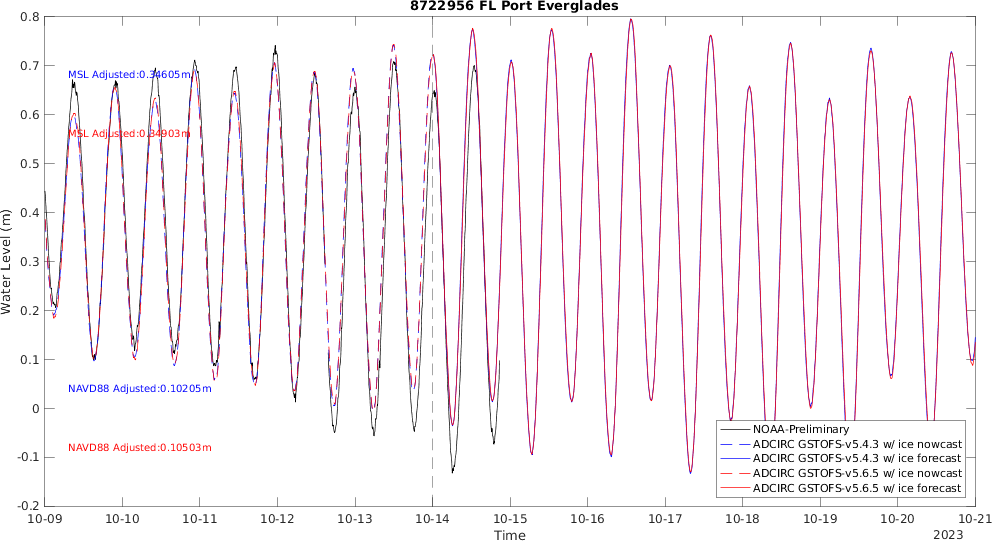 8722956 FL Port Everglades
0.8
0.7
0.6
0.5
0.4
0.3
0.2
0.1
0
-0.1
-0.2
Water Level (m)
MSL Adjusted:0.34605m
MSL Adjusted:0.34903m
NAVD88 Adjusted:0.10205m
NAVD88 Adjusted:0.10503m
NOAA-Preliminary
ADCIRC GSTOFS-v5.4.3 w/ ice nowcast
ADCIRC GSTOFS-v5.4.3 w/ ice forecast
ADCIRC GSTOFS-v5.6.5 w/ ice nowcast
ADCIRC GSTOFS-v5.6.5 w/ ice forecast
10-09 10-10 10-11 10-12 10-13 10-14 10-15 10-16 10-17 10-18 10-19 10-20 10-21
Time
2023